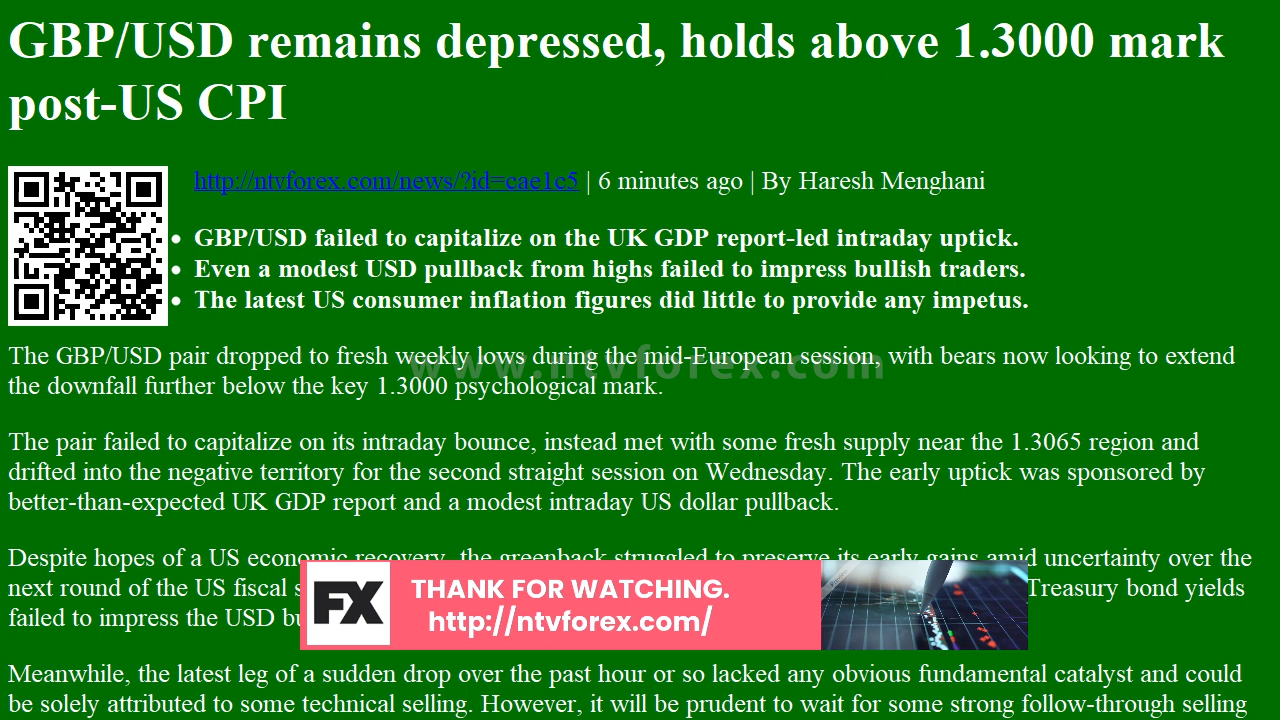 GBP/USD remains depressed, holds above 1.3000 mark
post-US CPI
http://ntvforex.com/news/?id=cae1c5 | 6 minutes ago | By Haresh Menghani
• GBP/USD failed to capitalize on the UK GDP report-led intraday uptick.
• Even a modest USD pullback from highs failed to impress bullish traders.
• The latest US consumer inflation figures did little to provide any impetus.
The GBP/USD pair dropped to fresh weekly lows during the mid-European session, with bears now looking to extend
www.ntvforex.com
the downfall further below the key 1.3000 psychological mark.
The pair failed to capitalize on its intraday bounce, instead met with some fresh supply near the 1.3065 region and
drifted into the negative territory for the second straight session on Wednesday. The early uptick was sponsored by
better-than-expected UK GDP report and a modest intraday US dollar pullback.
Despite hopes of a US economic recovery, the greenback struggled to preserve its early gains amid uncertainty over the
next round of the US fiscal Treasury bond yields
failed to impress the USD
FX
THANK FOR WATCHING.
http://ntvforex.com/
Meanwhile, the latest leg of a sudden drop over the past hour or so lacked any obvious fundamental catalyst and could
be solely attributed to some technical selling. However, it will be prudent to wait for some strong follow-through selling